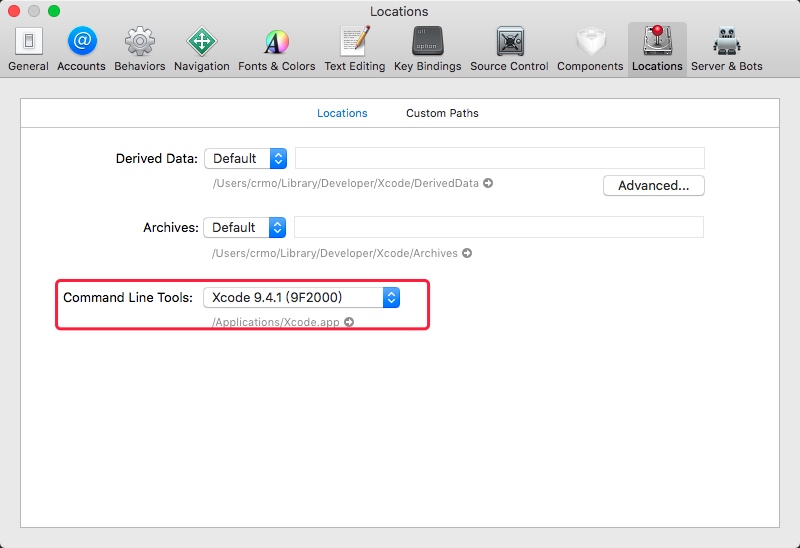 Locations
General Accounts Behaviors Navigation Fonts & Colors Text Editing Key Bindings Source Control Components Locations Server & Bots
Locations Custom Paths
Derived Data: Default
/Users/crmo/Library/Developer/Xcode/DerivedData
Advanced...
Archives: Default
/Users/crmo/Library/Developer/Xcode/Archives
Command Line Tools: Xcode 9.4.1 (9F2000)
/Applications/Xcode.app